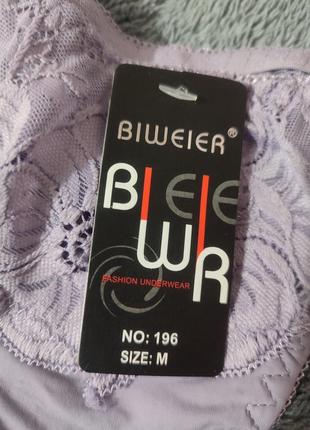 BIWEIER®
BIEIE
WR
FASHION UNDERWEAR
NO: 196
SIZE: M